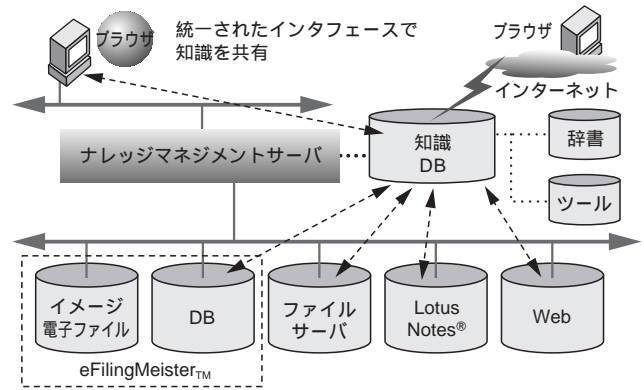 ブラウザ
統一されたインタフェースで
知識を共有
ブラウザ
インターネット
ナレッジマネジメントサーバ
知識
DB
辞書
ツール
イメージ
電子ファイル
DB
ファイル
サーバ
Lotus
Notes®
Web
eFilingMeister™